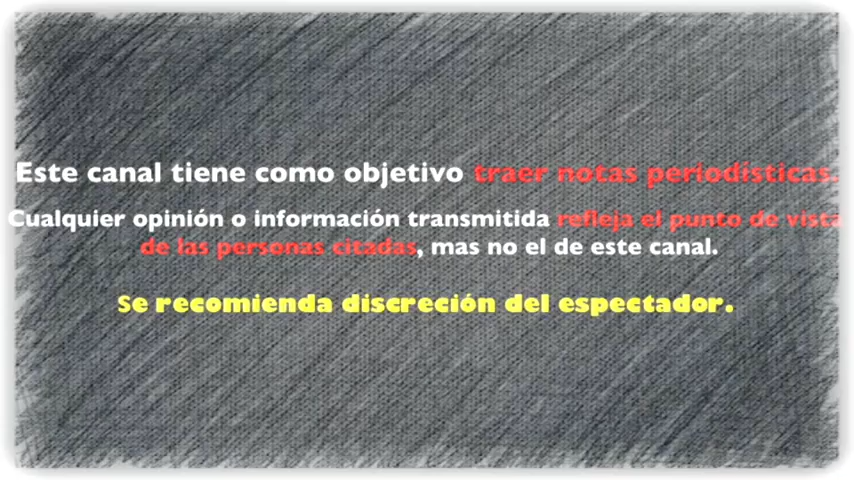 Este canal tiene como objetivo traer notas periodísticas.
Cualquier opinión o información transmitida refleja el punto de vista
de las personas citadas, mas no el de este canal.
Se recomienda discreción del espectador.